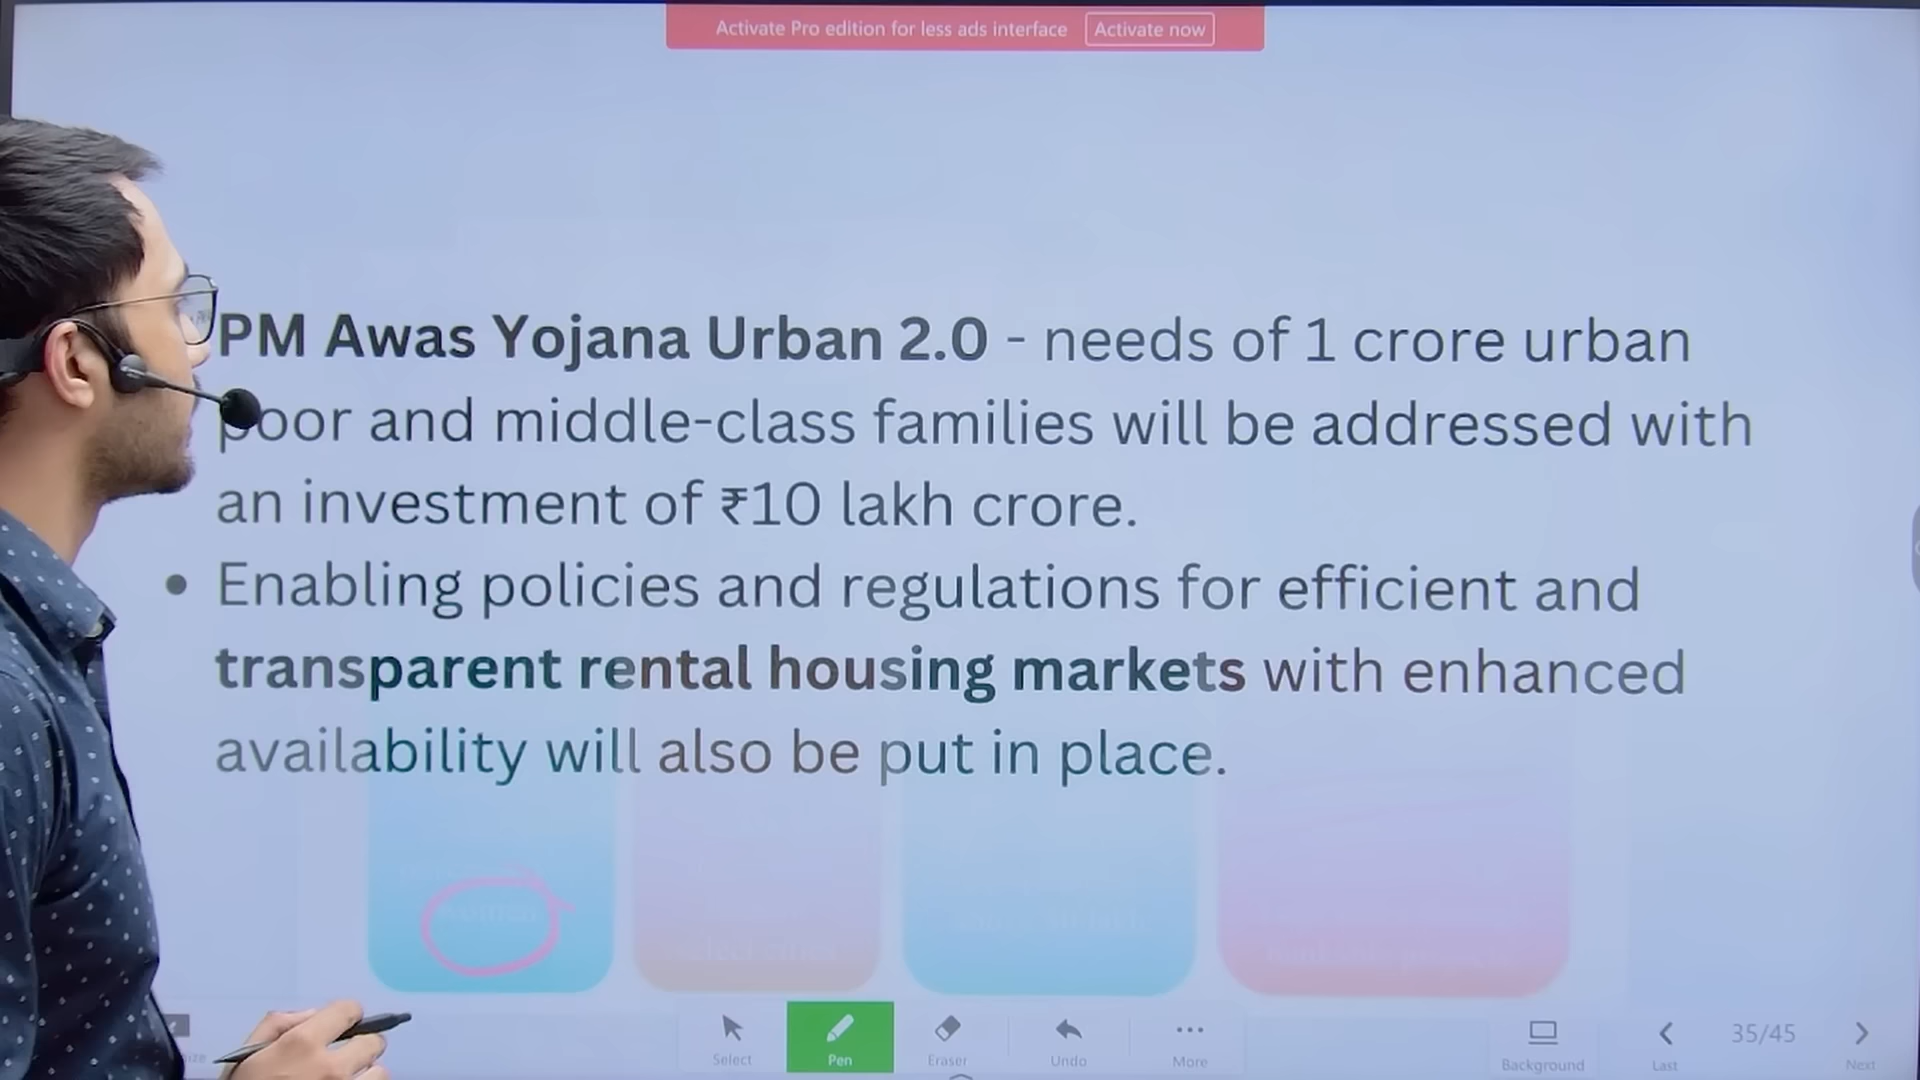 Activate Pro edition for less ads interface Activate now
PM Awas Yojana Urban 2.0 - needs of 1 crore urban
poor and middle-class families will be addressed with
an investment of ₹10 lakh crore.
• Enabling policies and regulations for efficient and
transparent rental housing markets with enhanced
availability will also be put in place.
Select
Pen
Eraser
Undo
More
Background
Last
35/45
Next